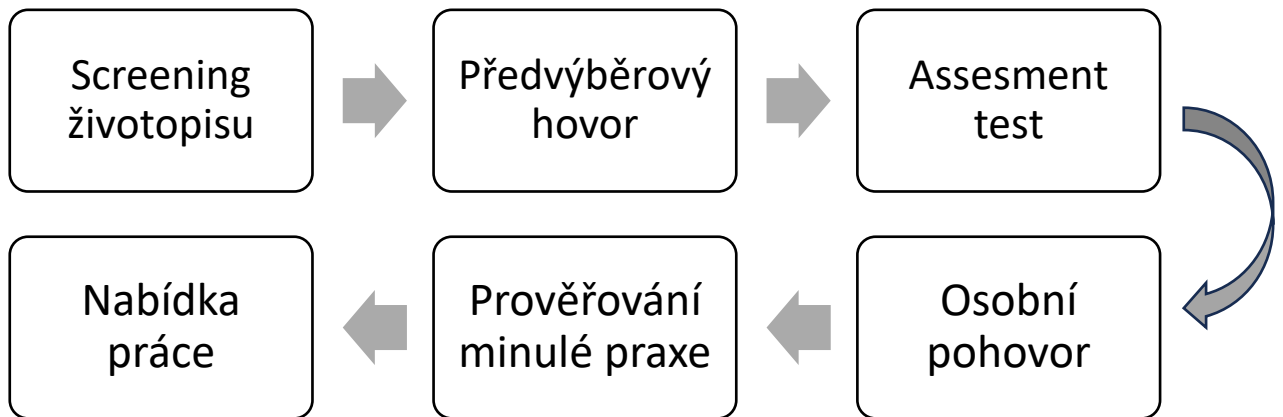 Screening
životopisu
Předvýběrový
hovor
Assesment
test
Osobní
pohovor
Prověřování
minulé praxe
Nabídka
práce